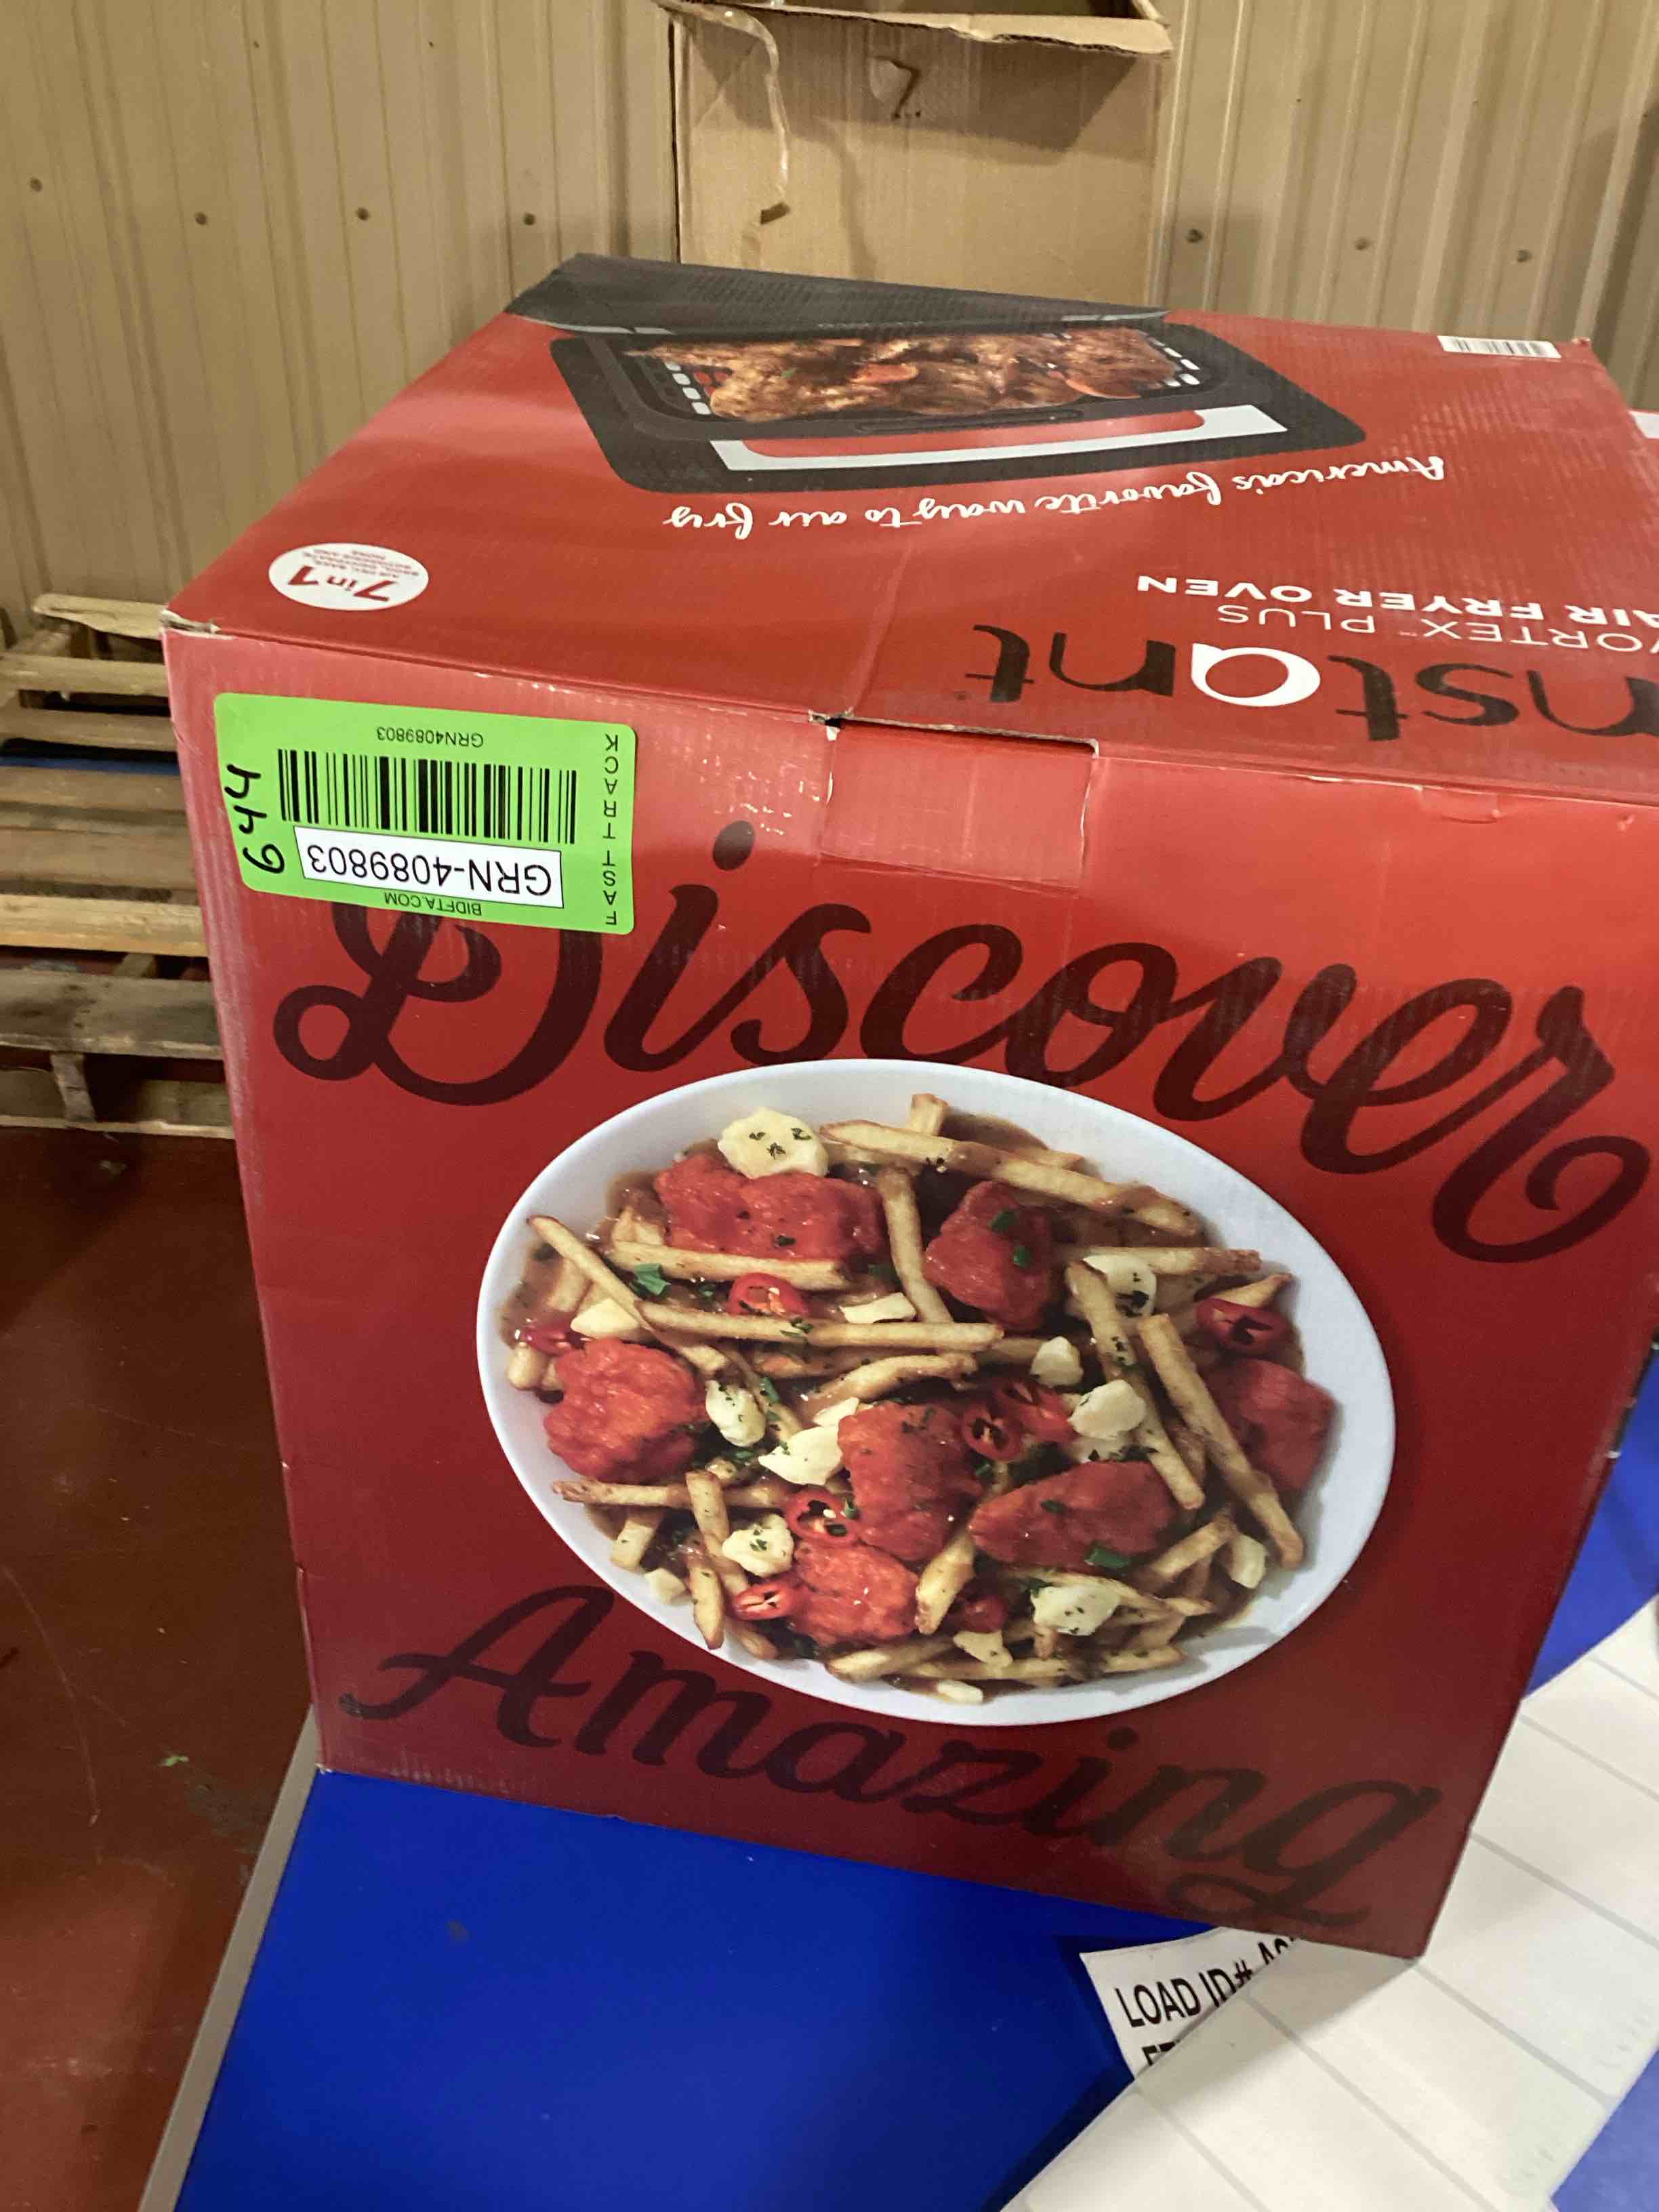 America's favorite way to air fry
7 in 1
VORTEX™ PLUS
AIR FRYER OVEN
nstant
BIDFTA.COM
GRN-4089803
GRN4089803
FAST TRACK
644
Discover
Amazing
LOAD ID#